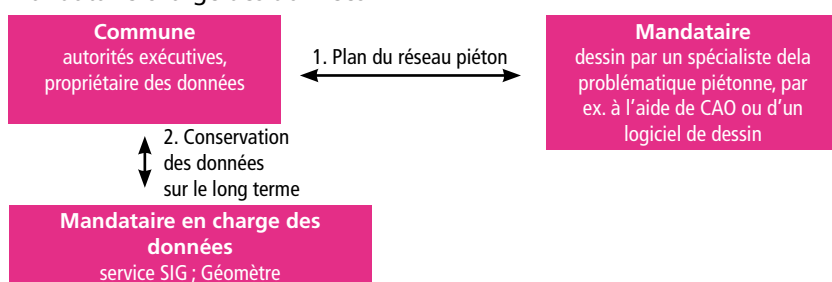 Commune
autorités exécutives,
propriétaire des données
1. Plan du réseau piéton
Mandataire
dessin par un spécialiste dela
problématique piétonne, par
ex. à l’aide de CAO ou d’un
logiciel de dessin
2. Conservation
des données
sur le long terme
Mandataire en charge des
données
service SIG ; Géomètre